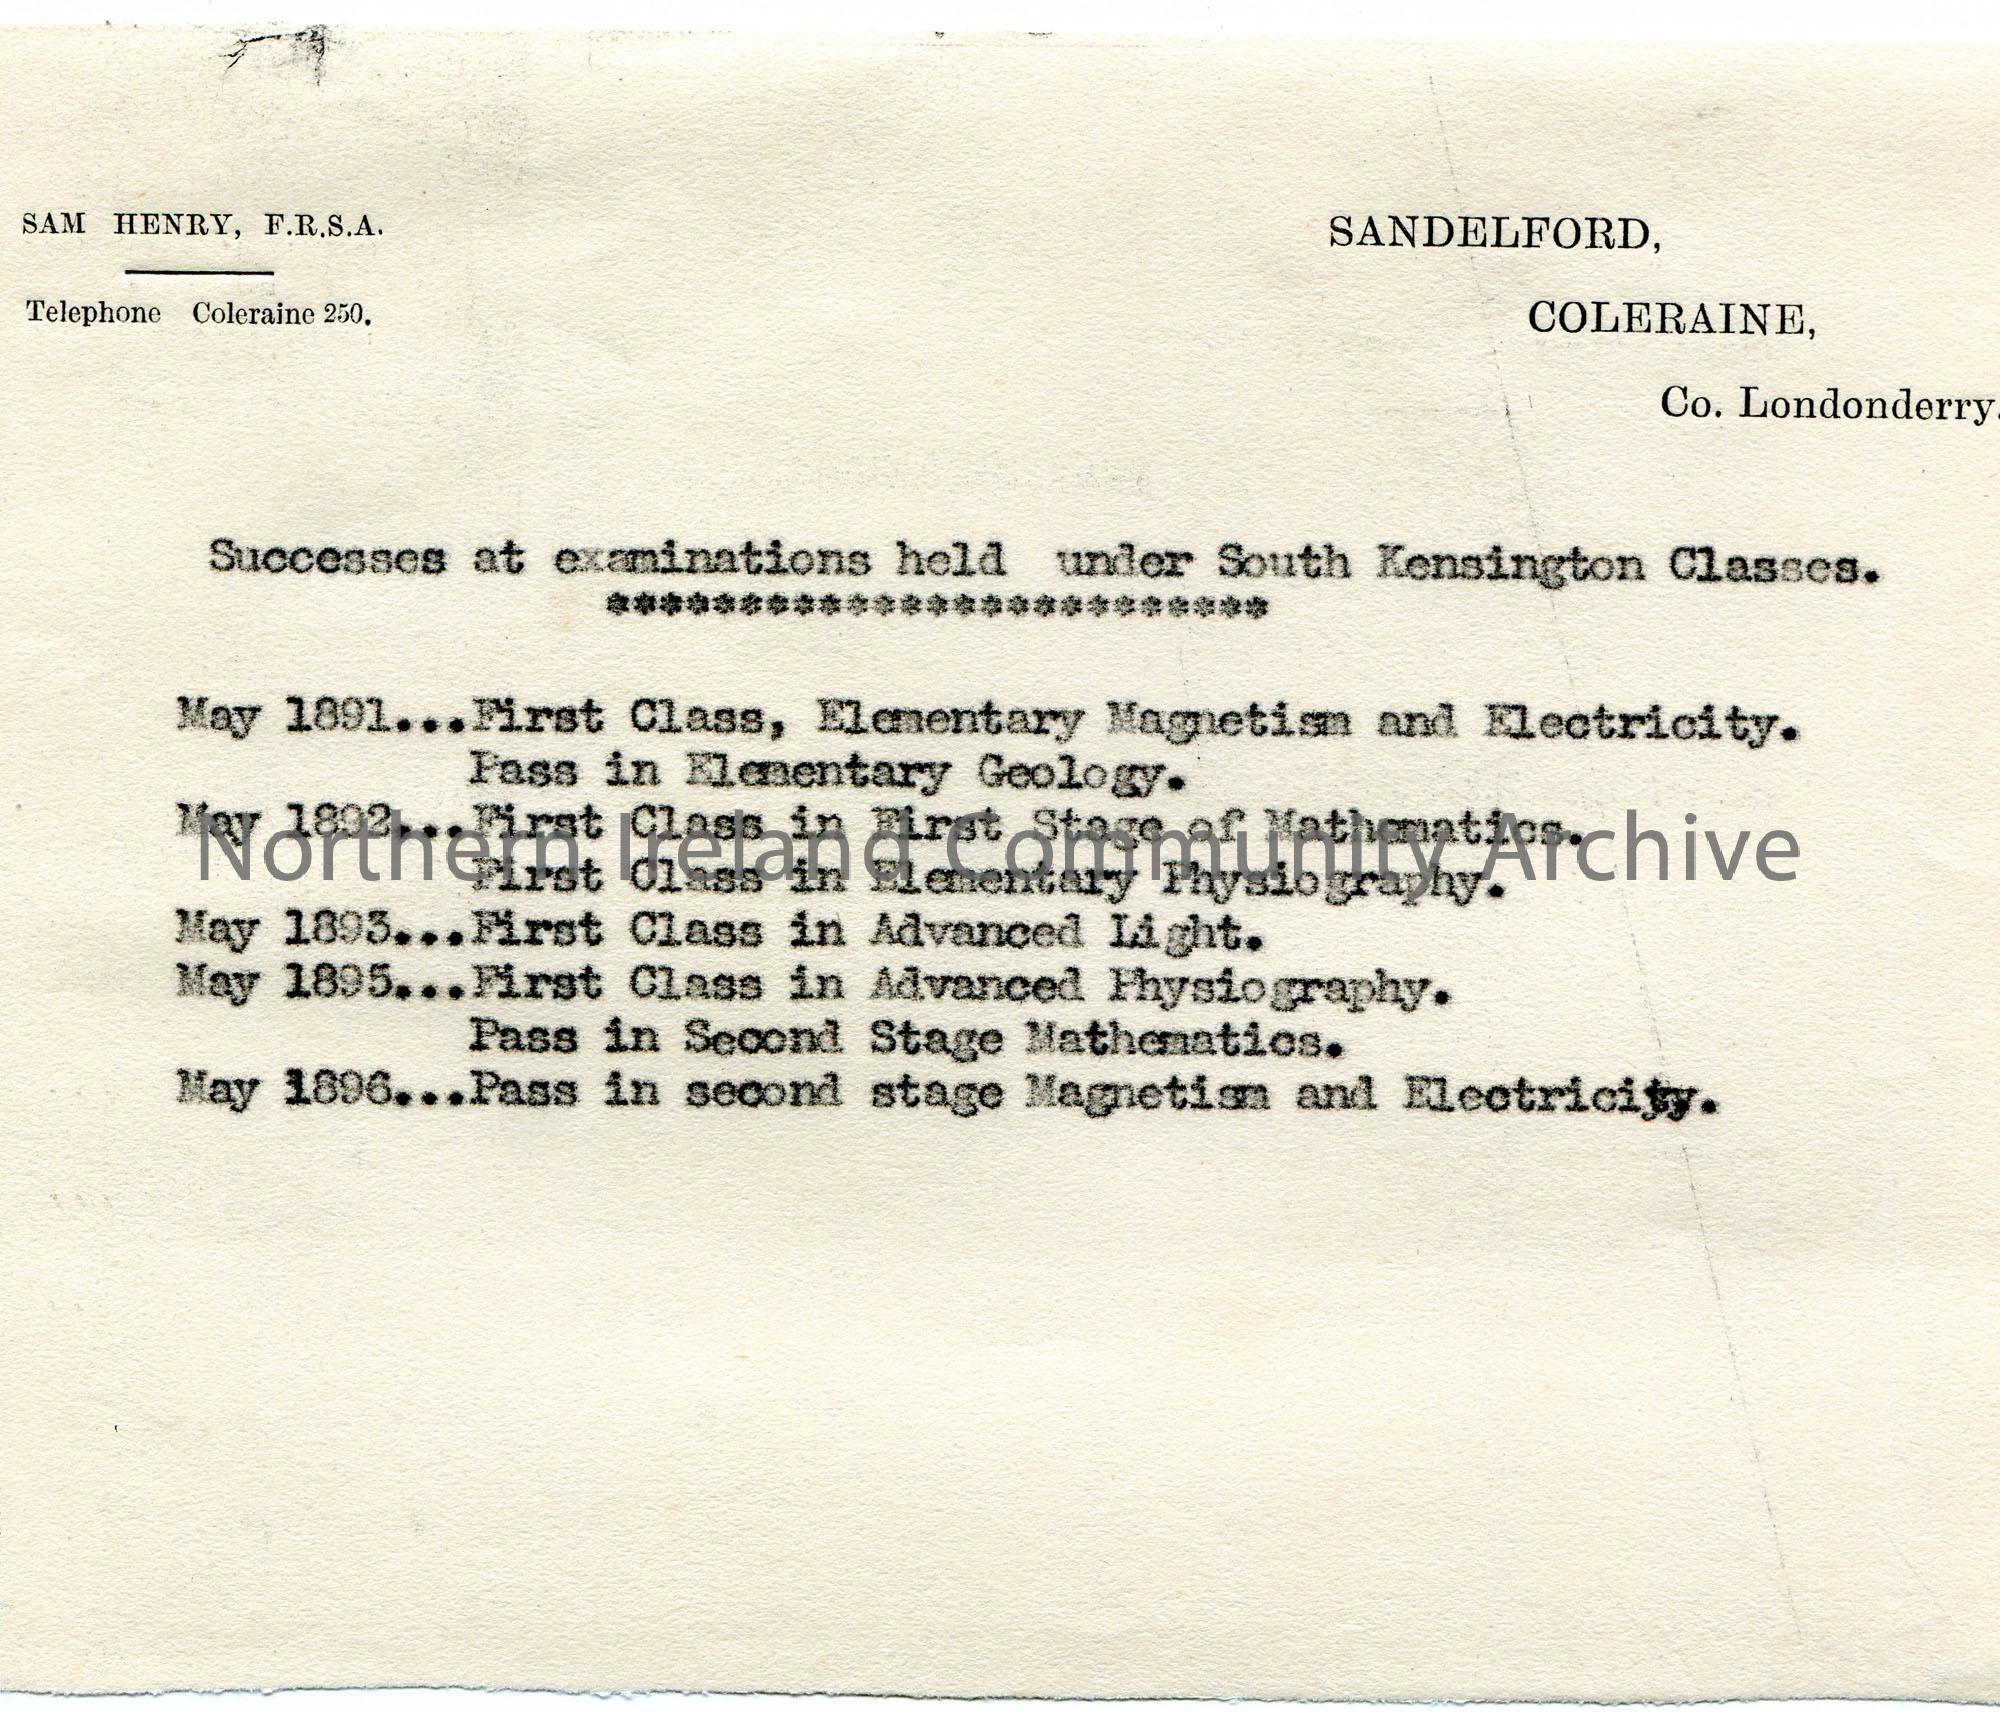 SAM HENRY, F.R.S.A.
Telephone Coleraine 250.
SANDELFORD,
COLERAINE,
Co. Londonderry.
Successes at examinations held under South Kensington Classes.
*************************
May 1891...First Class, Elementary Magnetism and Electricity.
Pass in Elementary Geology.
May 1892...First Class in First Stage of Mathematics.
Northern Ireland Community Archive
First Class in Elementary Physiography.
May 1893...First Class in Advanced Light.
May 1895...First Class in Advanced Physiography.
Pass in Second Stage Mathematics.
May 1896...Pass in second stage Magnetism and Electricity.